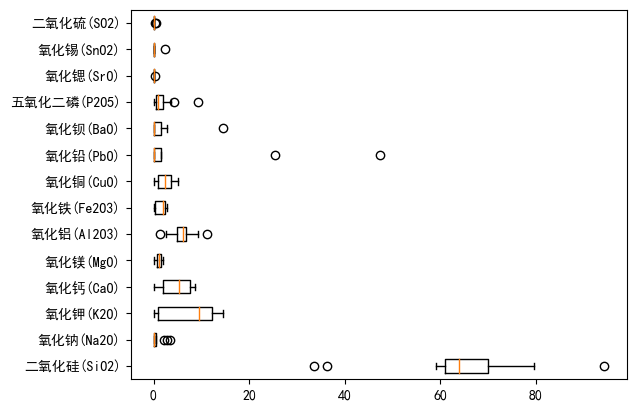 二氧化硫(SO2)
氧化锡(SnO2)
氧化锶(SrO)
五氧化二磷(P2O5)
氧化钡(BaO)
氧化铅(PbO)
氧化铜(CuO)
氧化铁(Fe2O3)
氧化铝(Al2O3)
氧化镁(MgO)
氧化钙(CaO)
氧化钾(K2O)
氧化钠(Na2O)
二氧化硅(SiO2)
0 20 40 60 80